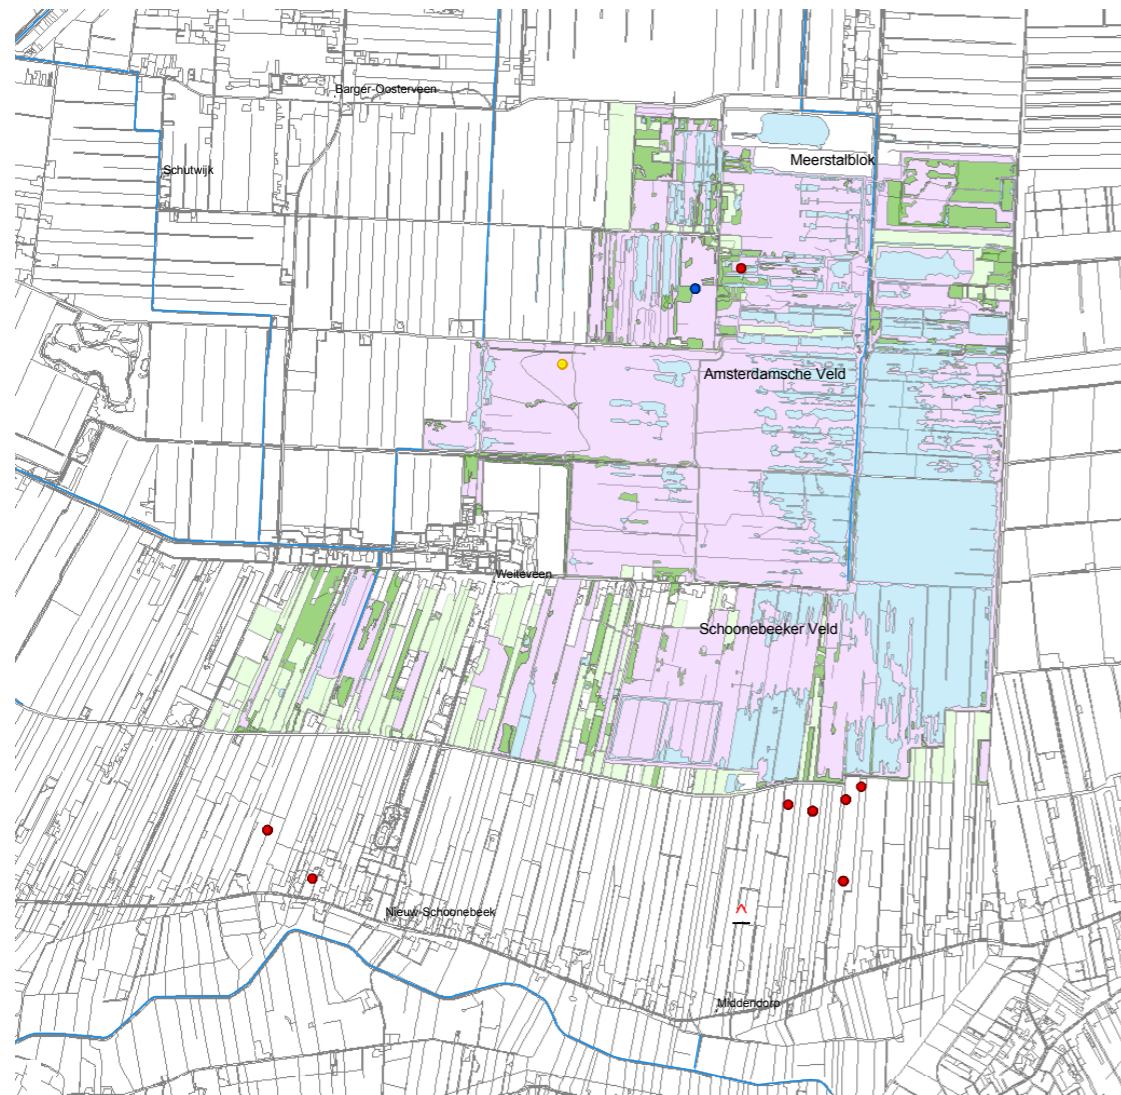 Barger-Oosterveen
Meerstalblok
Schutwijk
Amsterdamsche Veld
Weiteveen
Schoonebeeker Veld
Nieuw-Schoonebeek
Middendorp